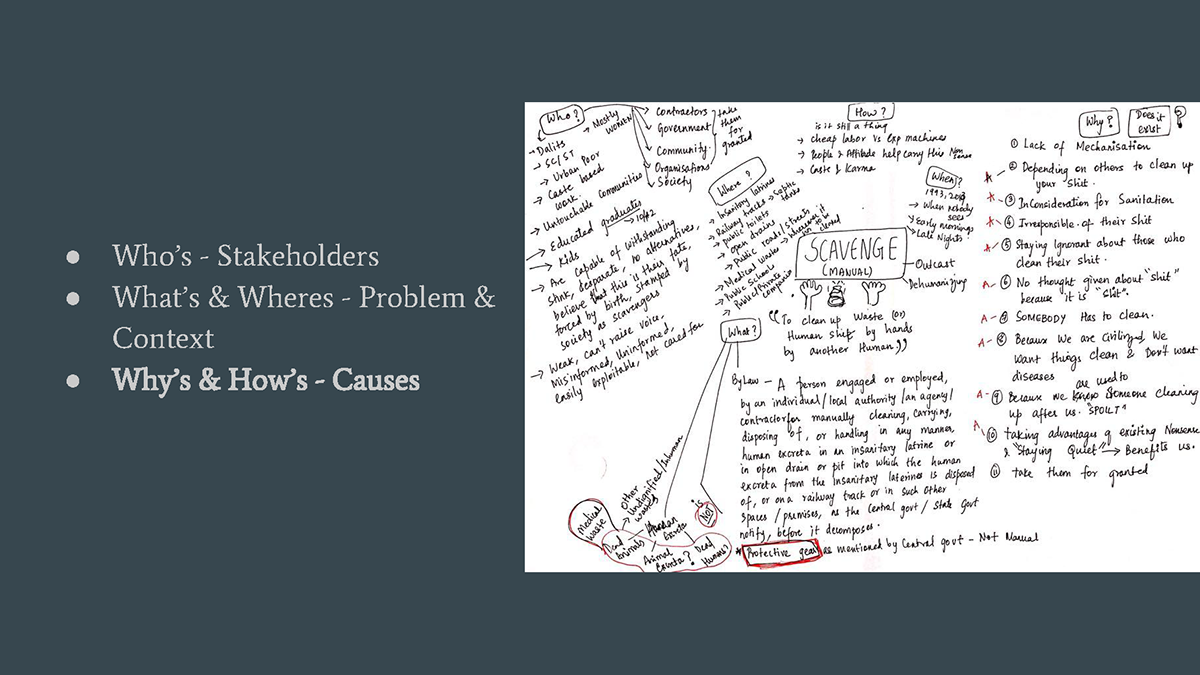 ● Who's - Stakeholders
● What's & Wheres - Problem &
Context
● Why's & How's - Causes
Who?
→ Mostly
women
→ Dalits
→ SC/ST
→ Urban Poor
→ Caste based
work.
→ Untouchable Communities
→ Educated graduates
→ 10/+2
→ Kids
→ Are capable of withstanding
stink, desparate, no alternatives,
believe that this is their fate,
forced by birth, stamped by
society as scavengers
→ Weak, can't raise voice,
misinformed, Uninformed,
easily exploitable, not cared for
Contractors
Government
Community.
Organisations
Society
take
them
for
granted
How?
is it still a thing
→ cheap labor vs exp machines
→ People & Attitude help carry this Non
sense
→ Caste & Karma
Where?
→ Insanitary latrines
→ Septic
tanks
→ Railway tracks
→ Public toilets
→ open drains
→ Public roads/streets
→ Wherever it
to be
cleaned
→ Medical waste
→ Public Schools
→ Public/Private
companies
When?
1993, 2013
→ When nobody
sees
→ Early mornings
→ Late Nights
SCAVENGE
(MANUAL)
Outcast
Dehumanizing
"To clean up Waste (or)
Human Shit by hands
by another Human"
What?
By Law - A person engaged or employed,
by an individual/local authority/an agency/
contractor for manually cleaning, carrying,
disposing of, or handling in any manner,
human excreta in an insanitary latrine or
in open drain or pit into which the human
excreta from the insanitary laterines is disposed
of, or on a railway track or in such other
spaces/premises, as the Central govt / State Govt
notify, before it decomposes.
* Protective gear as mentioned by Central govt - Not Manual
is
NOT
Other
→ Undignified/Inhuman
wastes
Medical
waste
Dead
Animals
Human
Excreta
Animal
Excreta?
Dead
Humans?
Why?
Does it
exist
?
① Lack of Mechanisation
② Depending on others to clean up
your shit.
③ InConsideration for Sanitation
④ Irresponsible of their Shit
⑤ Staying Ignorant about those who
clean their shit.
⑥ No thought given about "shit"
because it is "Shit".
SOMEBODY Has to clean.
⑧ Because We are Civilized, We
Want things clean & Don't want
diseases
are used to
⑨ Because we Someone cleaning
up after us. "SPOILT"
⑩ taking advantages of existing Nonsense
& "Staying Quiet" → Benefits us.
⑪ take them for granted